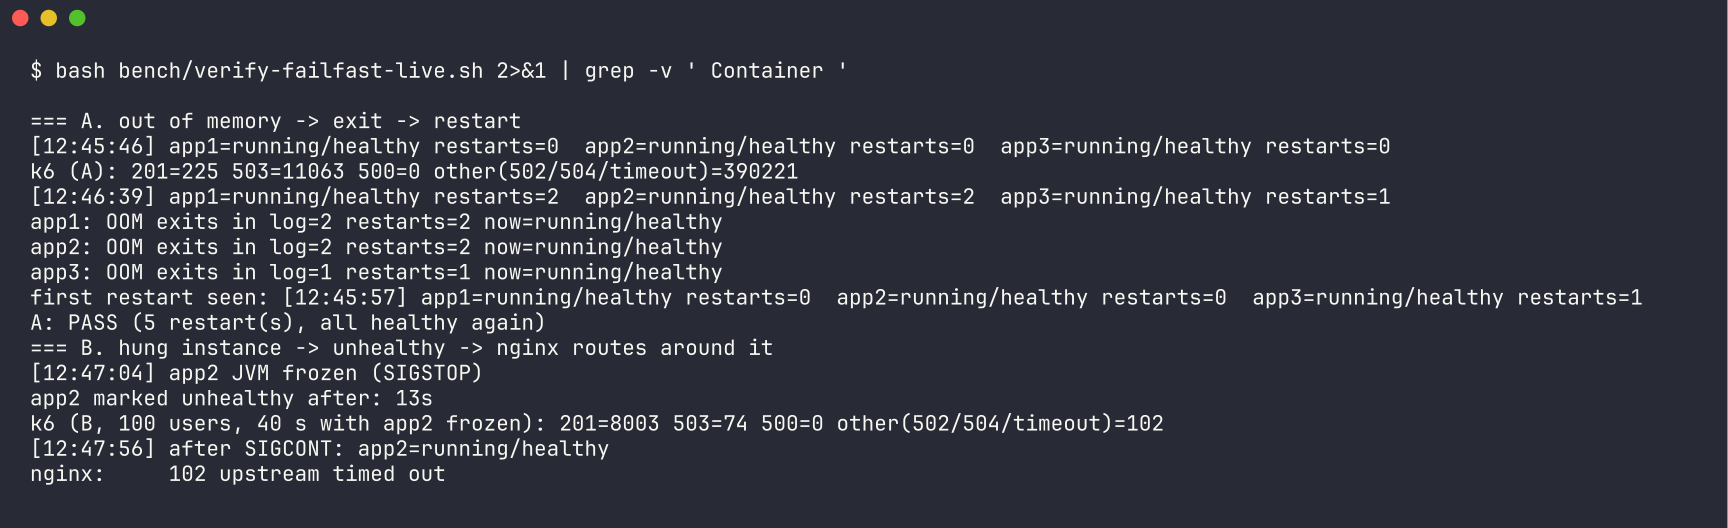 $ bash bench/verify-failfast-live.sh 2>&1 | grep -v ' Container '
=== A. out of memory -> exit -> restart
[12:45:46] app1=running/healthy restarts=0  app2=running/healthy restarts=0  app3=running/healthy restarts=0
k6 (A): 201=225 503=11063 500=0 other(502/504/timeout)=390221
[12:46:39] app1=running/healthy restarts=2  app2=running/healthy restarts=2  app3=running/healthy restarts=1
app1: OOM exits in log=2 restarts=2 now=running/healthy
app2: OOM exits in log=2 restarts=2 now=running/healthy
app3: OOM exits in log=1 restarts=1 now=running/healthy
first restart seen: [12:45:57] app1=running/healthy restarts=0  app2=running/healthy restarts=0  app3=running/healthy restarts=1
A: PASS (5 restart(s), all healthy again)
=== B. hung instance -> unhealthy -> nginx routes around it
[12:47:04] app2 JVM frozen (SIGSTOP)
app2 marked unhealthy after: 13s
k6 (B, 100 users, 40 s with app2 frozen): 201=8003 503=74 500=0 other(502/504/timeout)=102
[12:47:56] after SIGCONT: app2=running/healthy
nginx:     102 upstream timed out